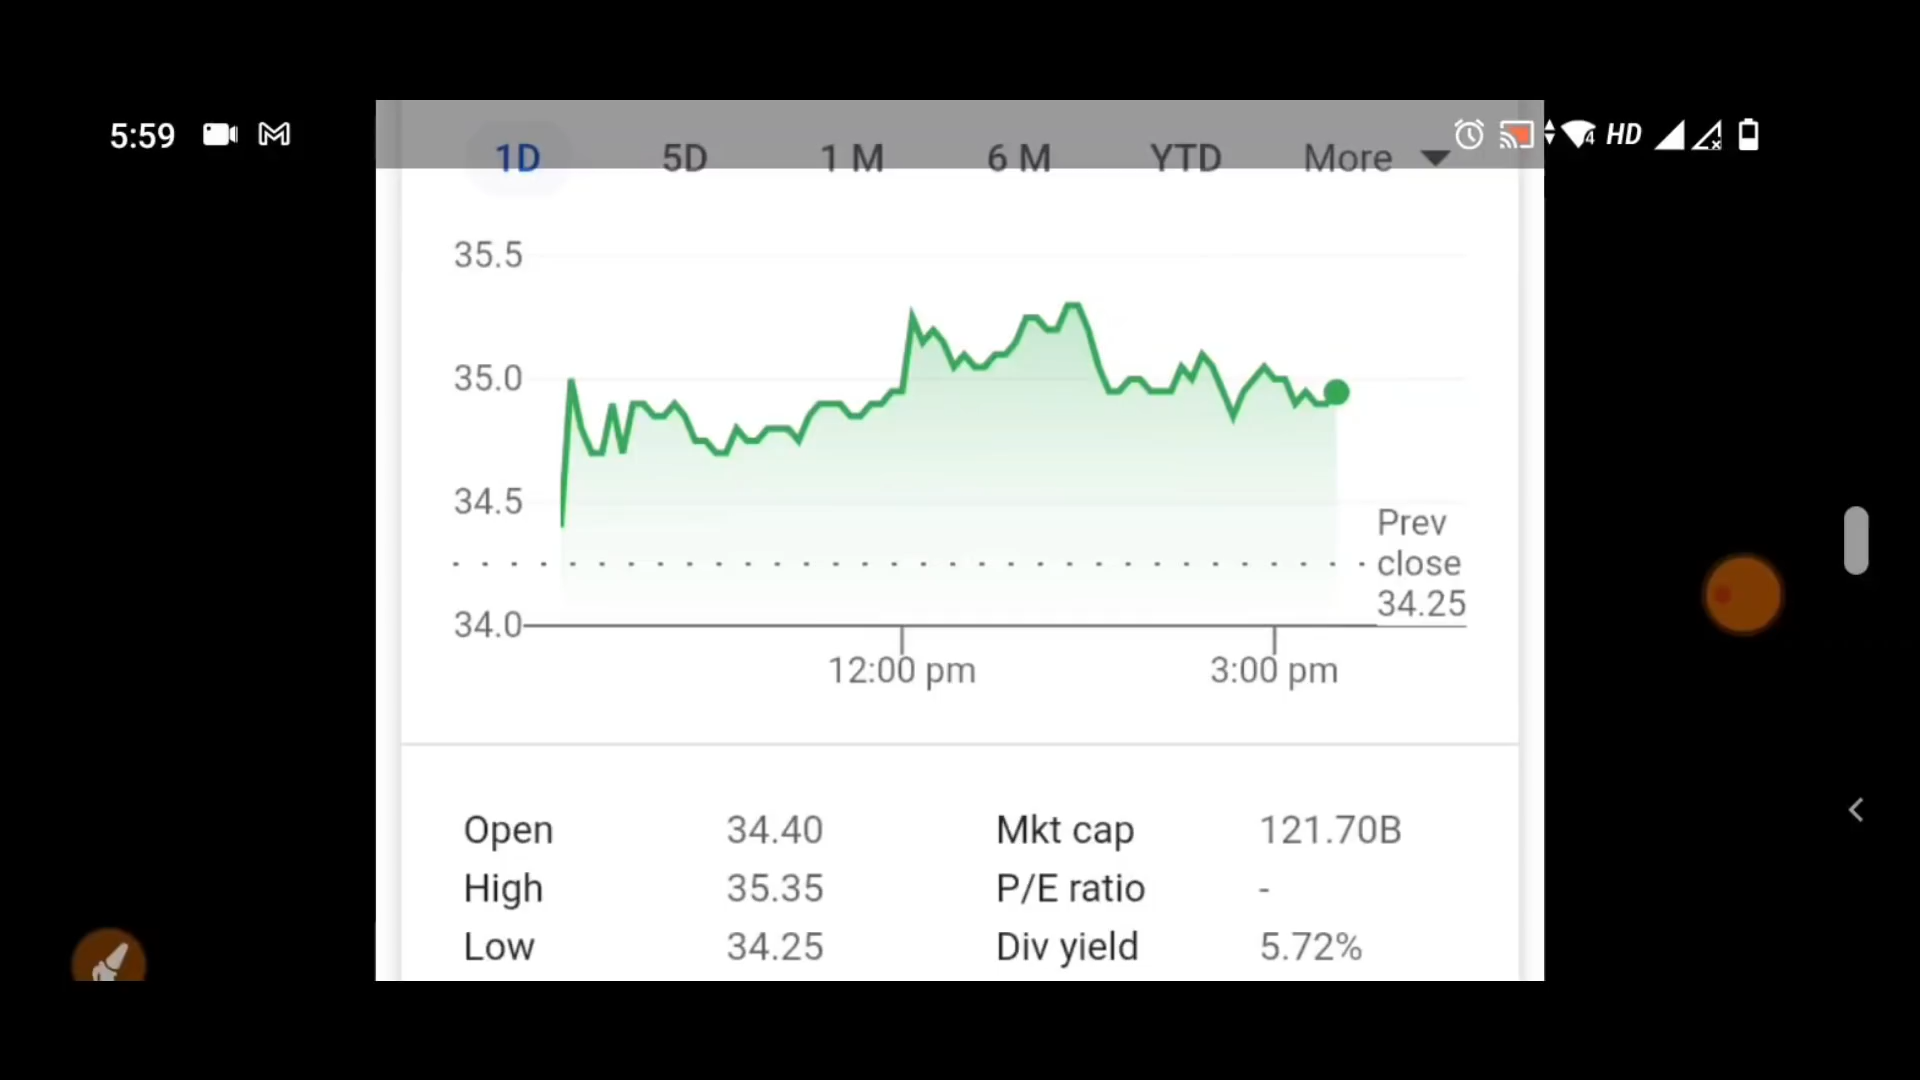 5:59
HD
4
1D 5D 1 M 6 M YTD More
35.5
35.0
34.5
34.0
Prev
close
34.25
12:00 pm 3:00 pm
Open 34.40 Mkt cap 121.70B
High 35.35 P/E ratio -
Low 34.25 Div yield 5.72%